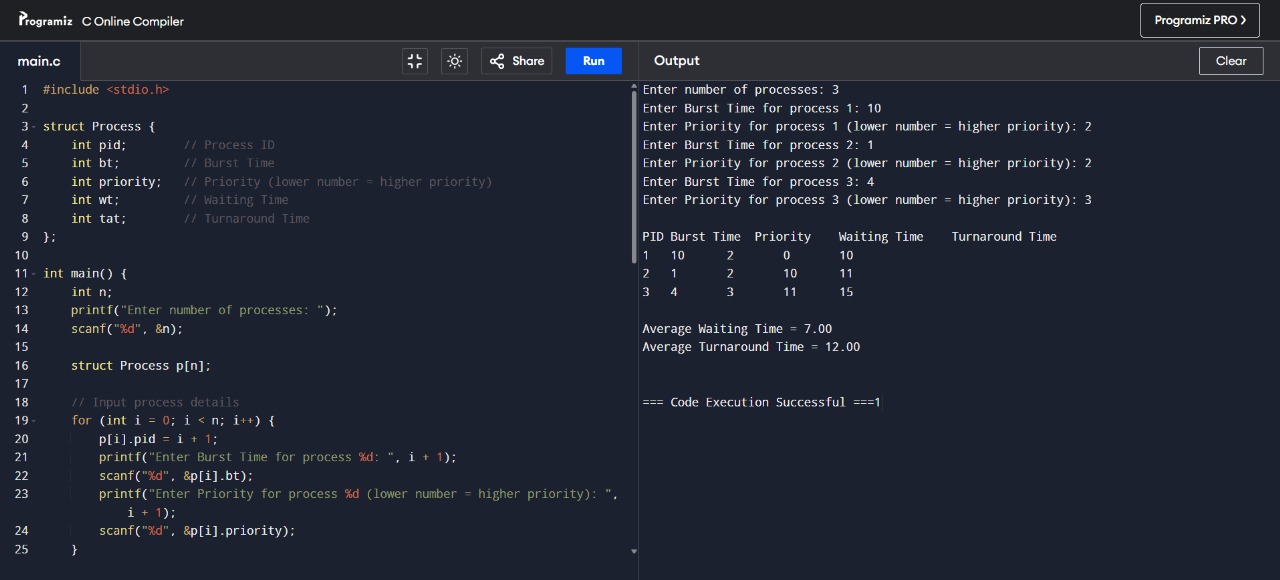 Programiz C Online Compiler
Programiz PRO >
main.c
Share
Run
Output
Clear
1 #include <stdio.h>
2
3 struct Process {
4     int pid;        // Process ID
5     int bt;         // Burst Time
6     int priority;   // Priority (lower number = higher priority)
7     int wt;         // Waiting Time
8     int tat;        // Turnaround Time
9 };
10
11 int main() {
12     int n;
13     printf("Enter number of processes: ");
14     scanf("%d", &n);
15
16     struct Process p[n];
17
18     // Input process details
19     for (int i = 0; i < n; i++) {
20         p[i].pid = i + 1;
21         printf("Enter Burst Time for process %d: ", i + 1);
22         scanf("%d", &p[i].bt);
23         printf("Enter Priority for process %d (lower number = higher priority): ",
            i + 1);
24         scanf("%d", &p[i].priority);
25     }
Enter number of processes: 3
Enter Burst Time for process 1: 10
Enter Priority for process 1 (lower number = higher priority): 2
Enter Burst Time for process 2: 1
Enter Priority for process 2 (lower number = higher priority): 2
Enter Burst Time for process 3: 4
Enter Priority for process 3 (lower number = higher priority): 3
PID Burst Time  Priority    Waiting Time    Turnaround Time
1   10      2       0       10
2   1       2       10      11
3   4       3       11      15
Average Waiting Time = 7.00
Average Turnaround Time = 12.00
=== Code Execution Successful ===1